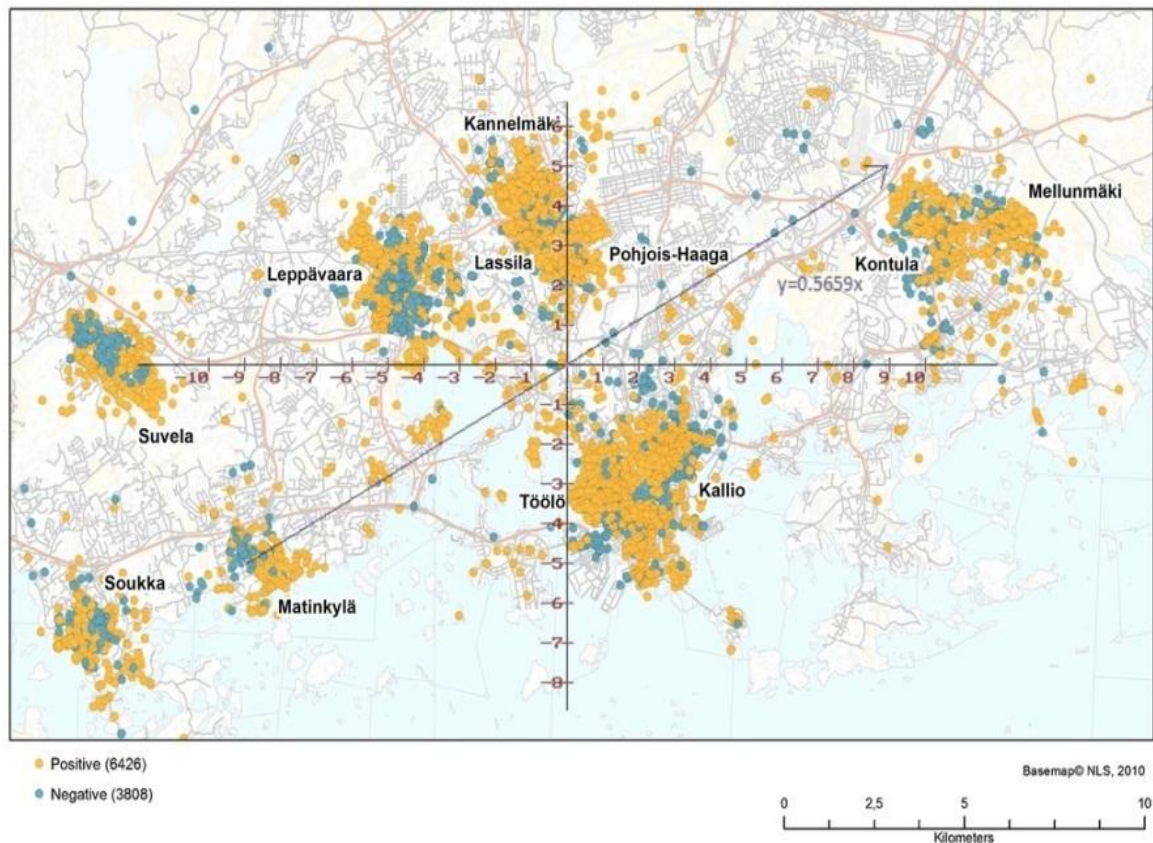 Kannelmäki
Mellunmäki
Leppävaara
Lassila
Pohjois-Haaga
Kontula
y=0.5659x
Suvela
Töölö
Kallio
Soukka
Matinkylä
6
5
4
3
2
1
-10 -9 -8 -7 -6 -5 -4 -3 -2 -1 1 2 3 4 5 6 7 8 9 10
-1
-2
-3
-4
-5
-6
-7
-8
Positive (6426)
Negative (3808)
Basemap© NLS, 2010
0 2,5 5 10
Kilometers